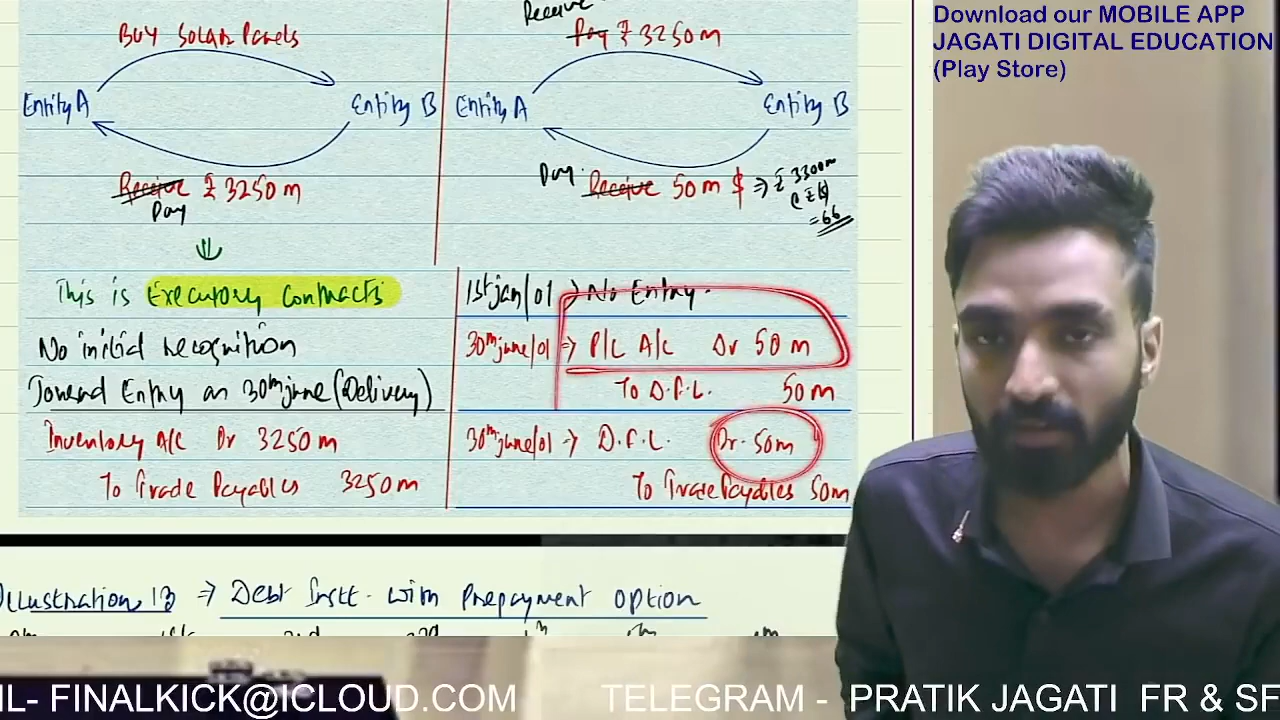 Download our MOBILE APP
JAGATI DIGITAL EDUCATION
(Play Store)
BUY Solar Panels
Entity A
Entity B
Receive ₹ 3250 m
Pay
This is Executory Contracts
No initial recognition
Journal Entry on 30th June (Delivery)
Inventory A/c Dr 3250 m
To Trade Payables 3250 m
Receive
Pay ₹ 3250 m
Entity A
Entity B
Pay
Receive 50 m $ ⇒ ₹ 3300 m
= 66
1st Jan/01 ⇒ No Entry.
30th June/01 ⇒ P/L A/c Dr 50 m
To D.F.L. 50 m
30th June/01 ⇒ D.F.L. Dr. 50m
To Trade Payables 50m
Illustration 13 ⇒ Debt Instt. with Prepayment option
IL- FINALKICK@ICLOUD.COM TELEGRAM - PRATIK JAGATI FR & SF